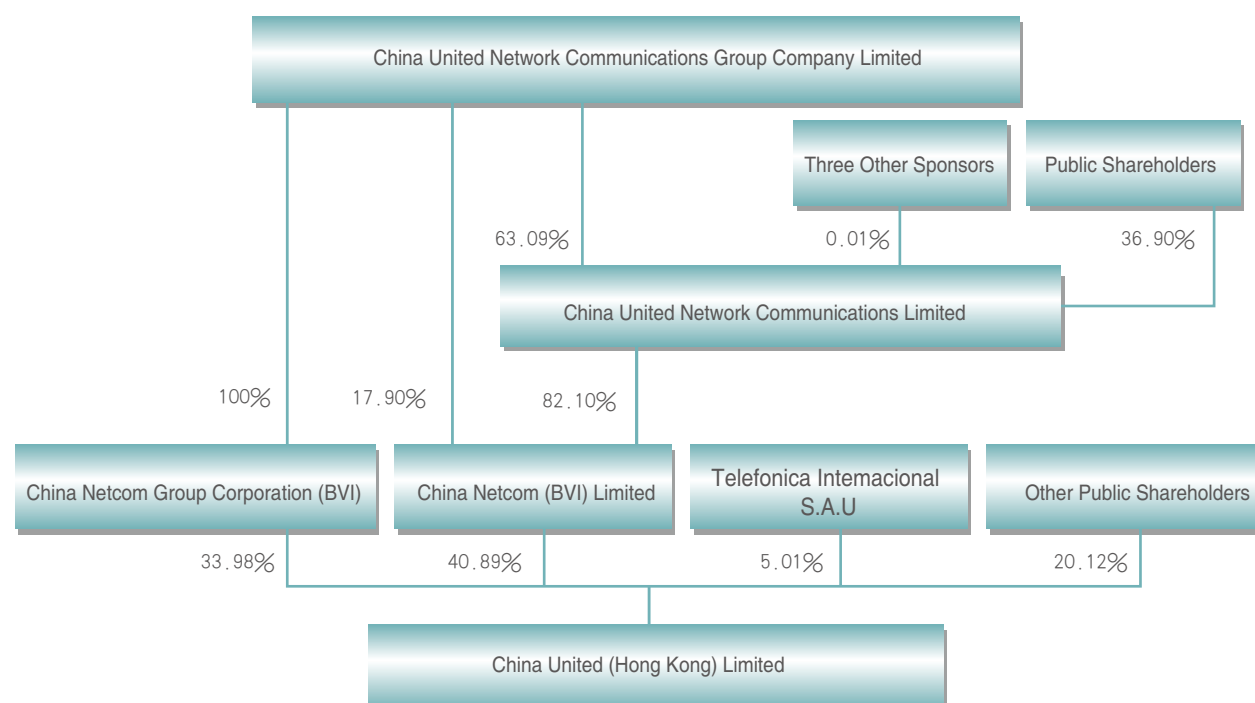 China United Network Communications Group Company Limited
Three Other Sponsors
Public Shareholders
63.09%
0.01%
36.90%
China United Network Communications Limited
100%
17.90%
82.10%
China Netcom Group Corporation (BVI)
China Netcom (BVI) Limited
Telefonica Intemacional
S.A.U
Other Public Shareholders
33.98%
40.89%
5.01%
20.12%
China United (Hong Kong) Limited